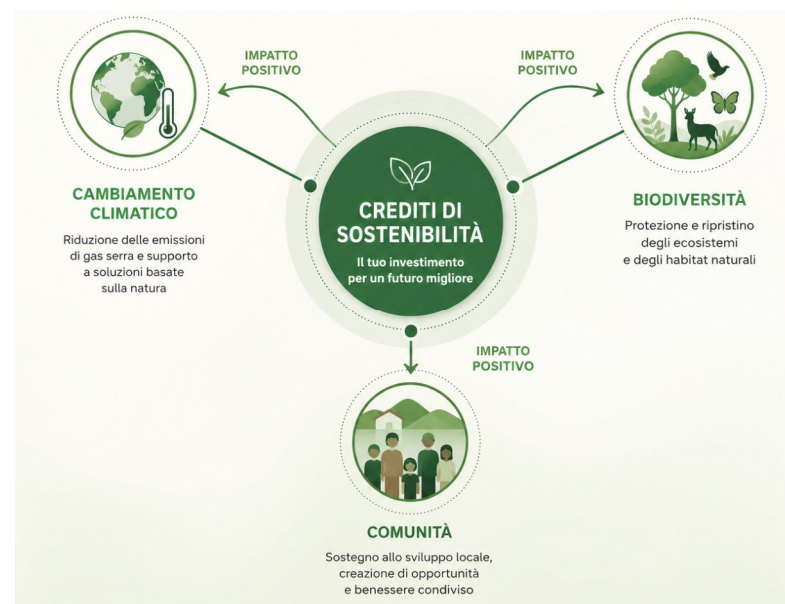 IMPATTO
POSITIVO
IMPATTO
POSITIVO
CAMBIAMENTO
CLIMATICO
Riduzione delle emissioni
di gas serra e supporto
a soluzioni basate
sulla natura
CREDITI DI
SOSTENIBILITÀ
Il tuo investimento
per un futuro migliore
BIODIVERSITÀ
Protezione e ripristino
degli ecosistemi
e degli habitat naturali
IMPATTO
POSITIVO
COMUNITÀ
Sostegno allo sviluppo locale,
creazione di opportunità
e benessere condiviso